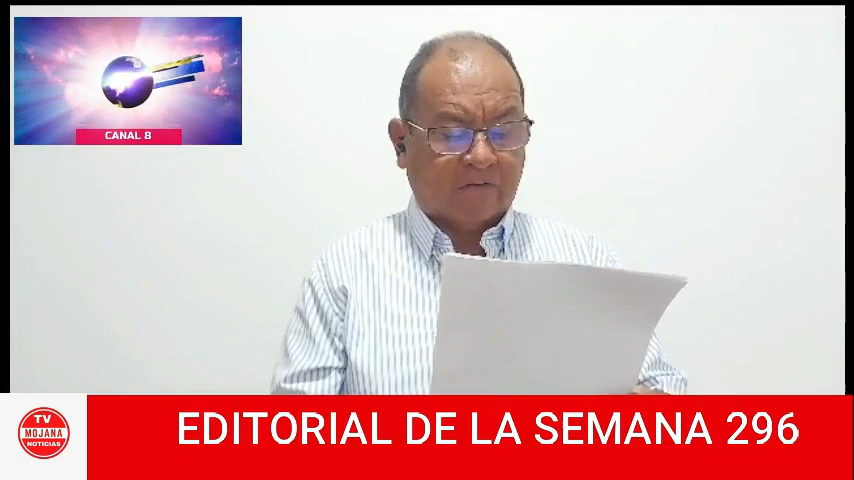 CANAL 8
TV
MOJANA
NOTICIAS
EDITORIAL DE LA SEMANA 296